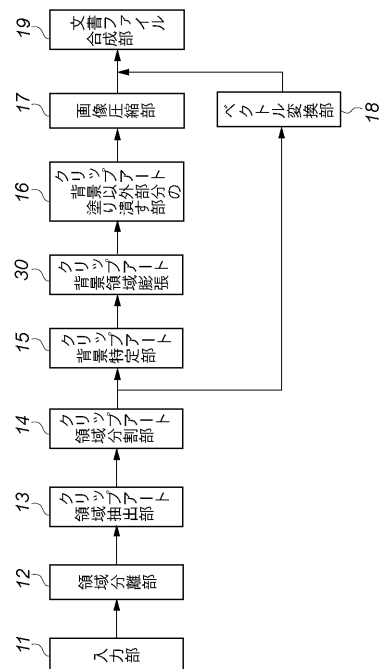 11
入力部
12
領域分離部
13
クリップアート
領域抽出部
14
クリップアート
領域分割部
15
クリップアート
背景特定部
30
クリップアート
背景領域膨張
16
クリップアート
背景以外部分の
塗り潰す部
17
画像圧縮部
18
ベクトル変換部
19
文書ファイル
合成部